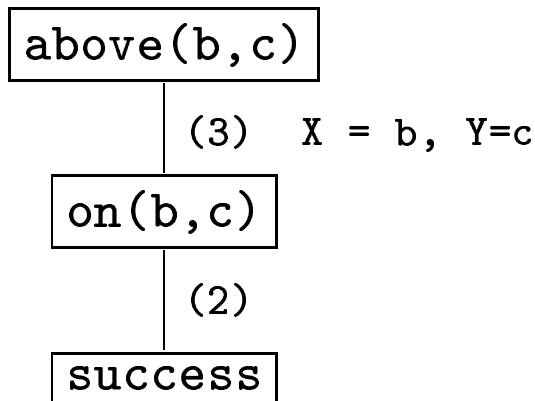 above(b,c)
(3) X = b, Y=c
on(b,c)
(2)
success